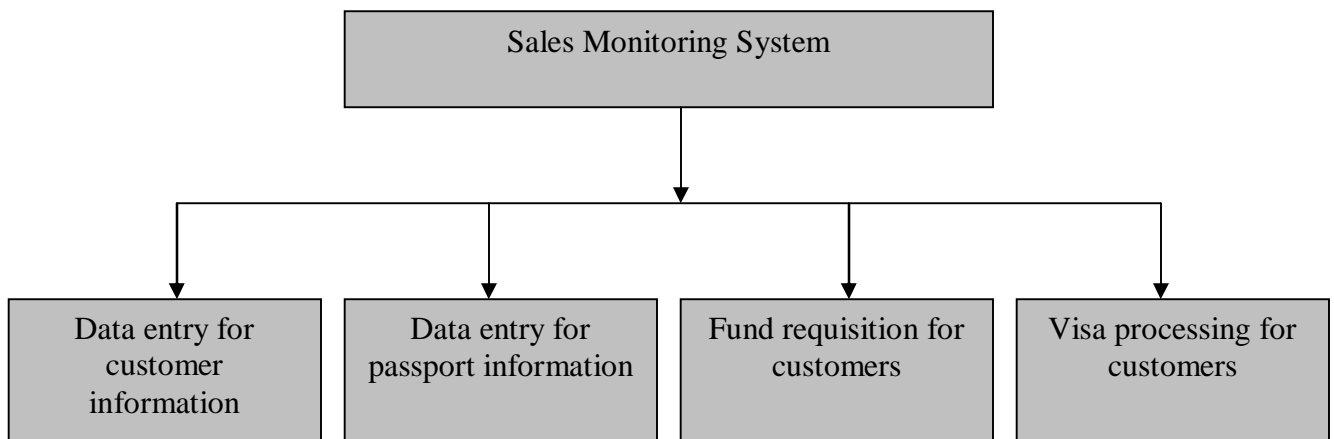 Sales Monitoring System
Data entry for
customer
information
Data entry for
passport information
Fund requisition for
customers
Visa processing for
customers